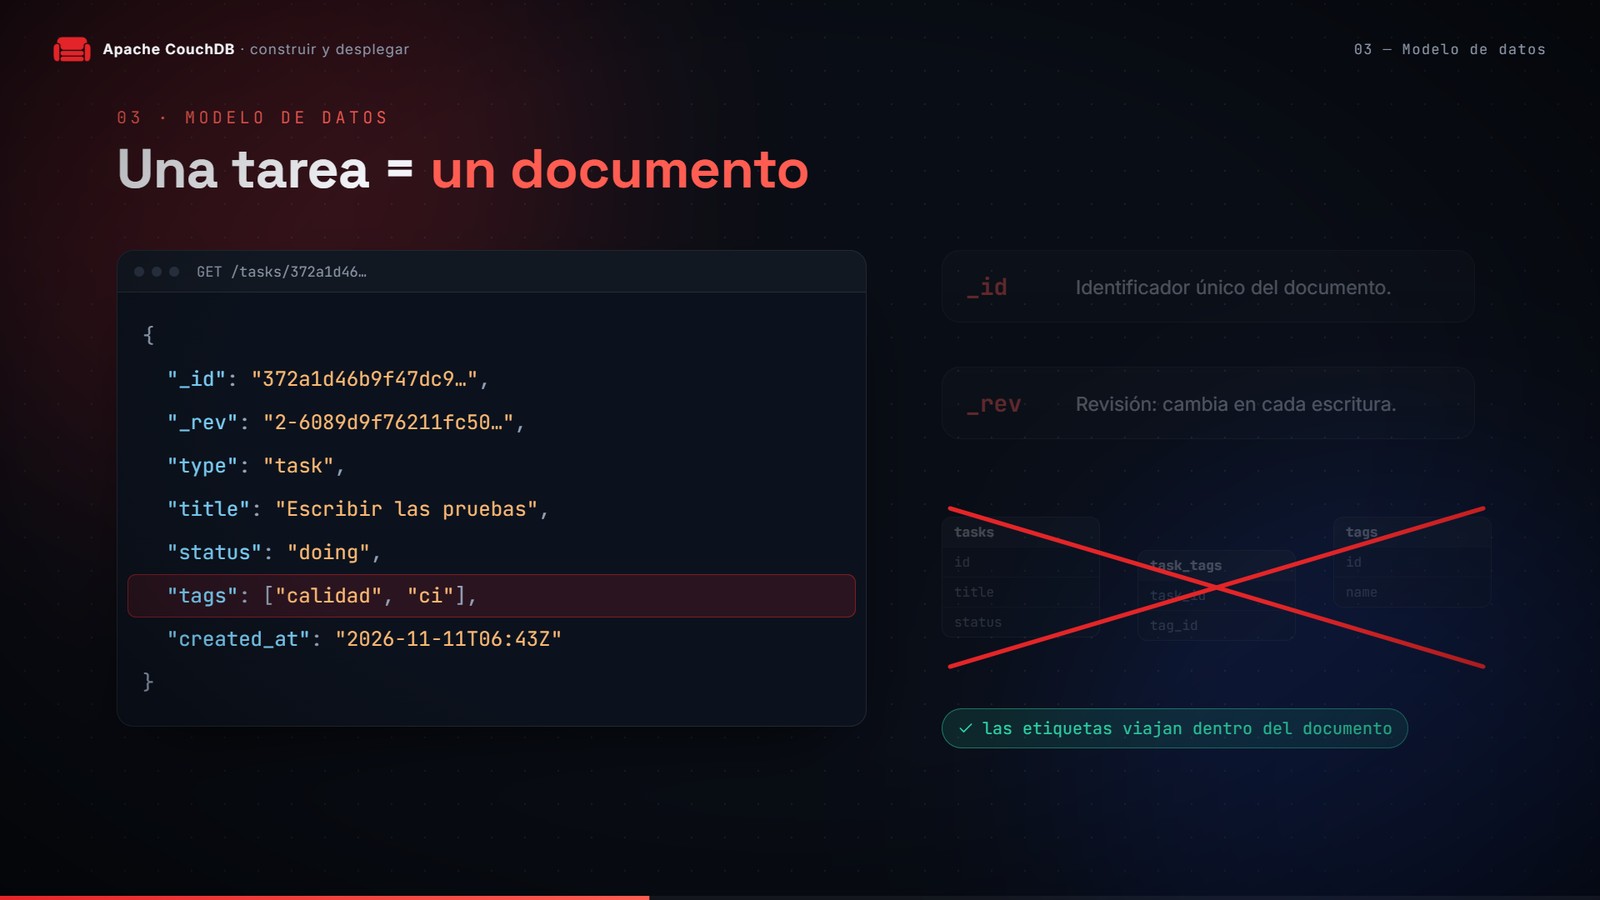 Apache CouchDB · construir y desplegar
03 — Modelo de datos
03 · MODELO DE DATOS
Una tarea = un documento
GET /tasks/372a1d46…
{
"_id": "372a1d46b9f47dc9…",
"_rev": "2-6089d9f76211fc50…",
"type": "task",
"title": "Escribir las pruebas",
"status": "doing",
"tags": ["calidad", "ci"],
"created_at": "2026-11-11T06:43Z"
}
_id Identificador único del documento.
_rev Revisión: cambia en cada escritura.
tasks
id
title
status
task_tags
task_id
tag_id
tags
id
name
✓ las etiquetas viajan dentro del documento